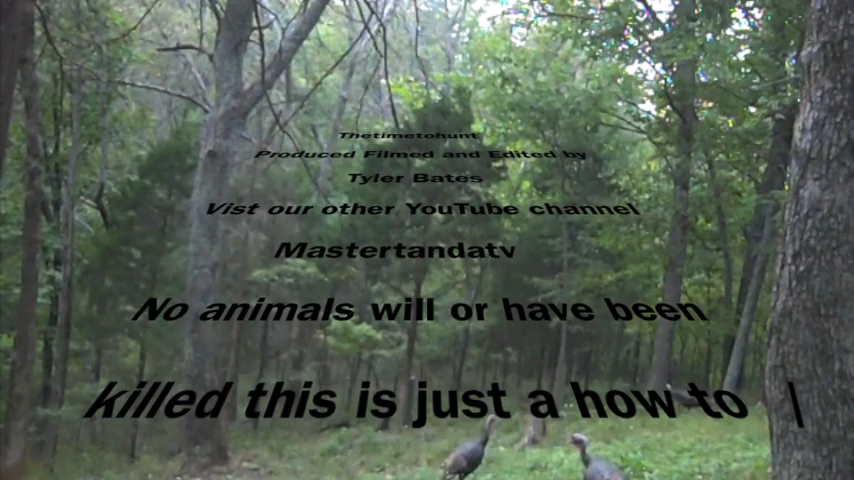 Thetimetohunt
Produced Filmed and Edited by
Tyler Bates
Vist our other YouTube channel
Mastertandatv
No animals will or have been
killed this is just a how to |